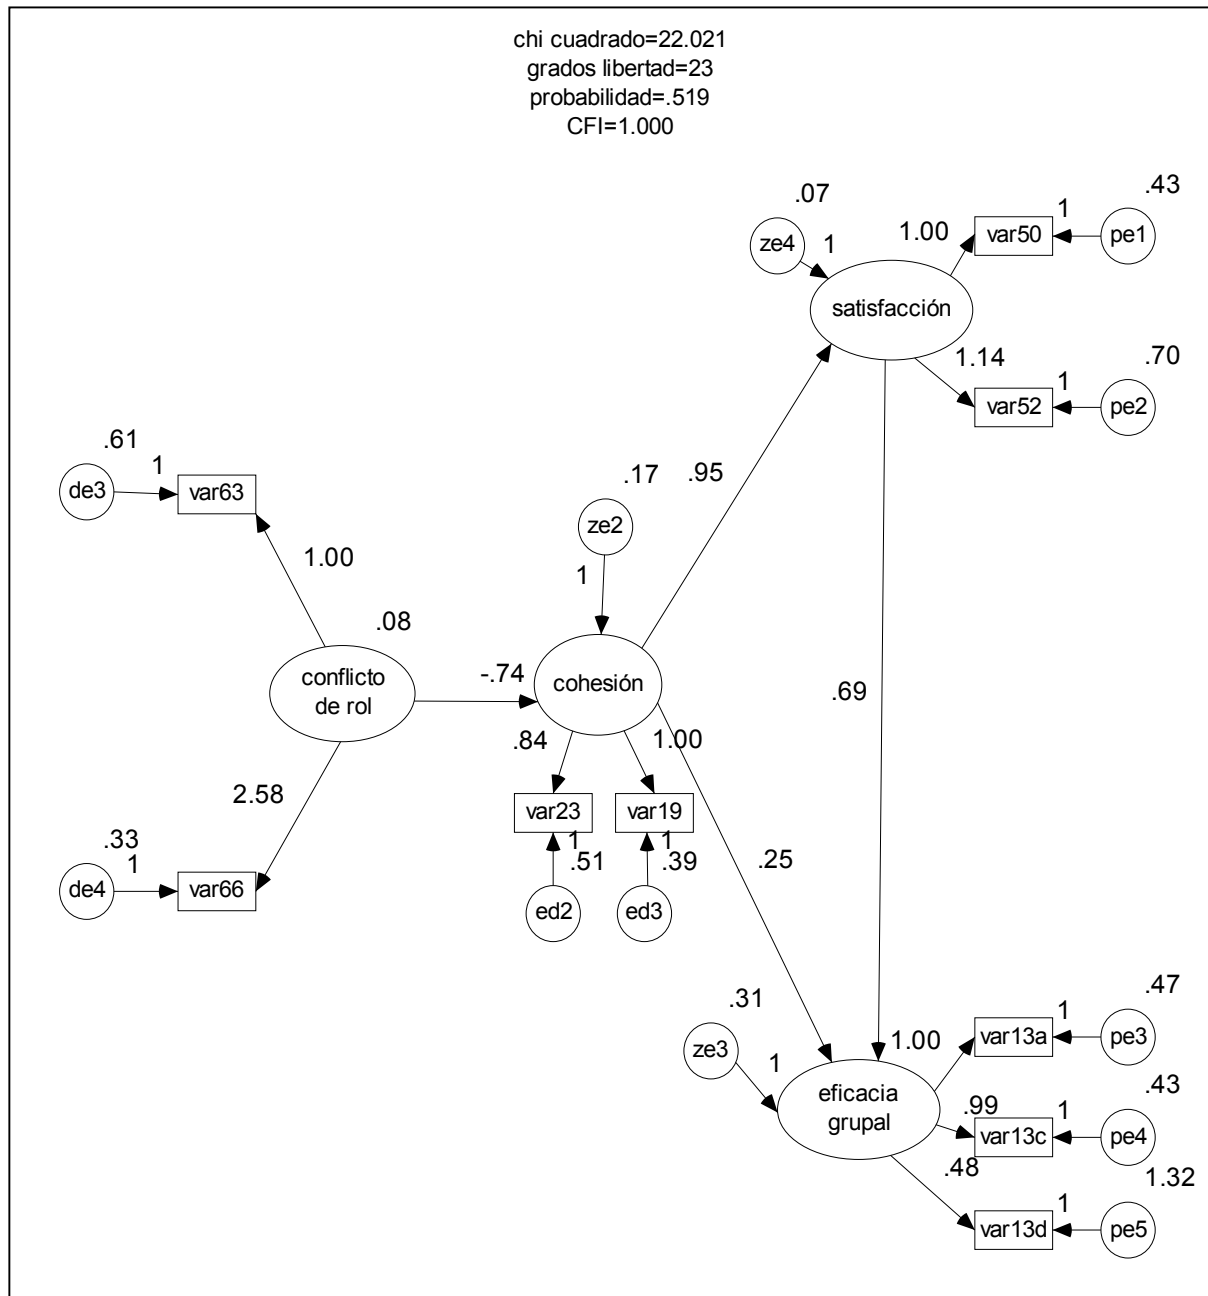 chi cuadrado=22.021
grados libertad=23
probabilidad=.519
CFI=1.000
.07
.43
ze4
1
1.00
var50
1
pe1
satisfacción
1.14
.70
var52
1
pe2
.61
de3
1
var63
.17
ze2
1
.95
1.00
.08
conflicto
de rol
-.74
cohesión
.69
.84
1.00
2.58
var23
var19
1
.51
1
.39
ed2
ed3
.25
.33
de4
1
var66
.31
ze3
1
1.00
.47
var13a
1
pe3
eficacia
grupal
.99
.43
var13c
1
pe4
.48
1.32
var13d
1
pe5